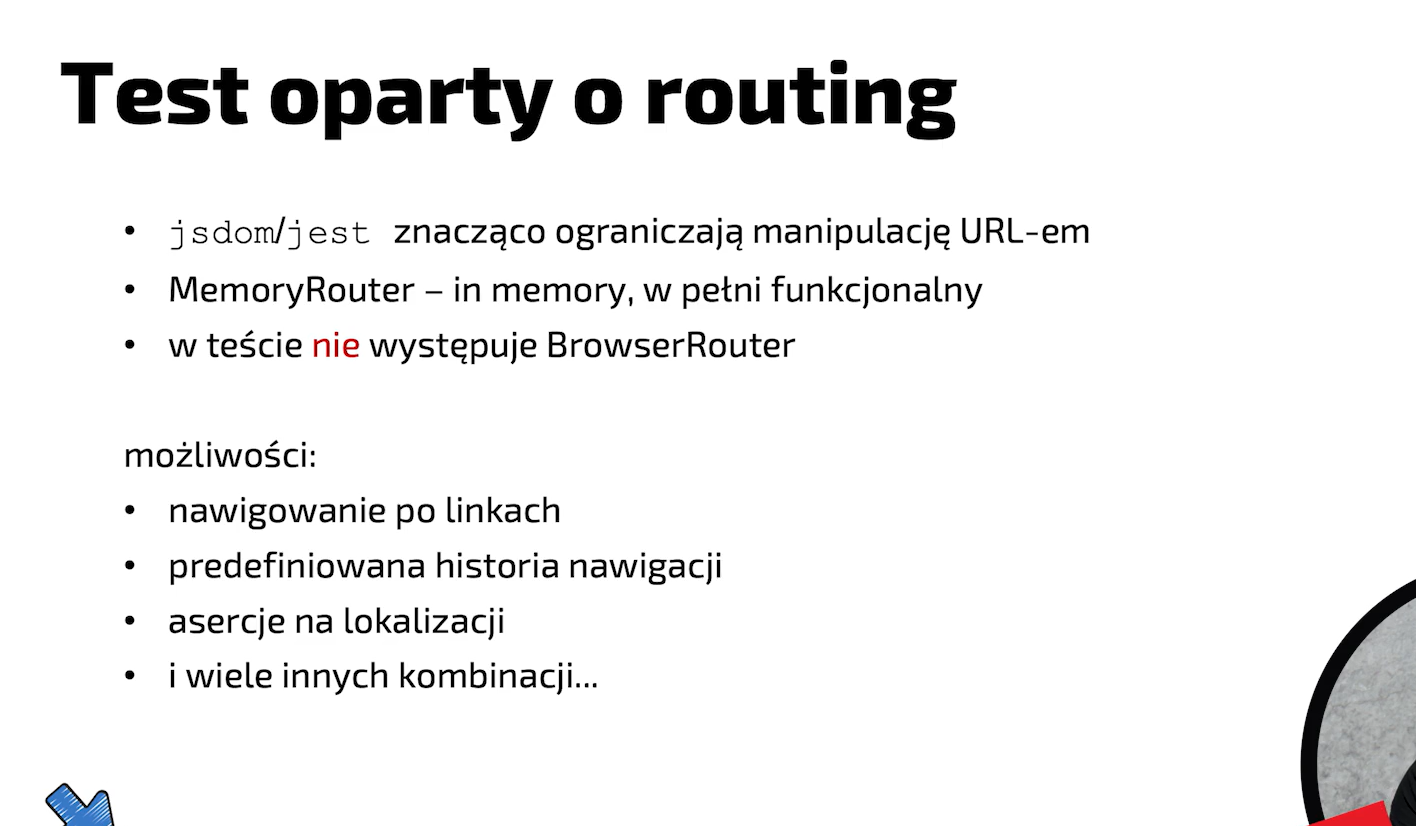 Test oparty o routing
• jsdom/jest znacząco ograniczają manipulację URL-em
• MemoryRouter – in memory, w pełni funkcjonalny
• w teście nie występuje BrowserRouter
możliwości:
• nawigowanie po linkach
• predefiniowana historia nawigacji
• asercje na lokalizacji
• i wiele innych kombinacji...